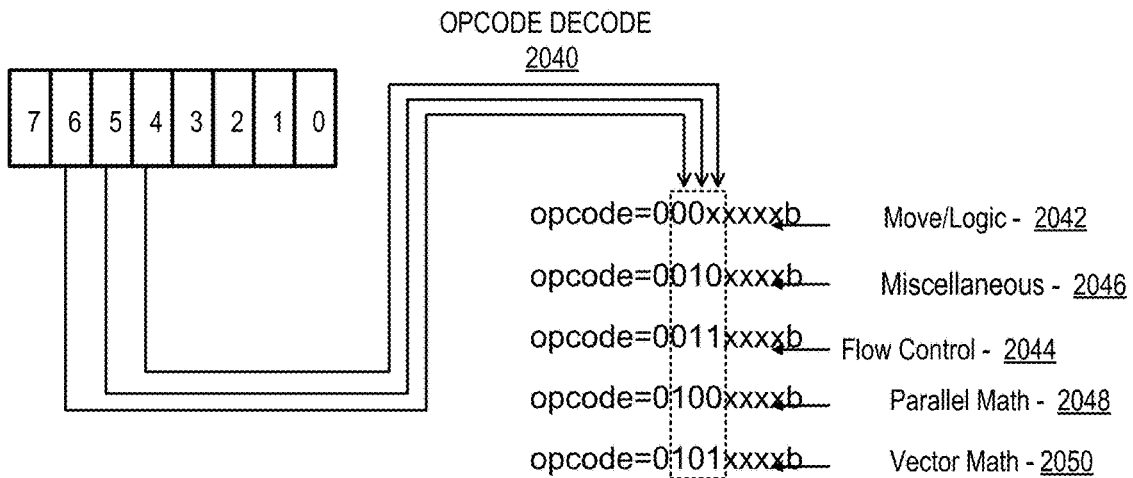 OPCODE DECODE
2040
7 6 5 4 3 2 1 0
opcode=000xxxxxb Move/Logic - 2042
opcode=0010xxxxb Miscellaneous - 2046
opcode=0011xxxxb Flow Control - 2044
opcode=0100xxxxb Parallel Math - 2048
opcode=0101xxxxb Vector Math - 2050